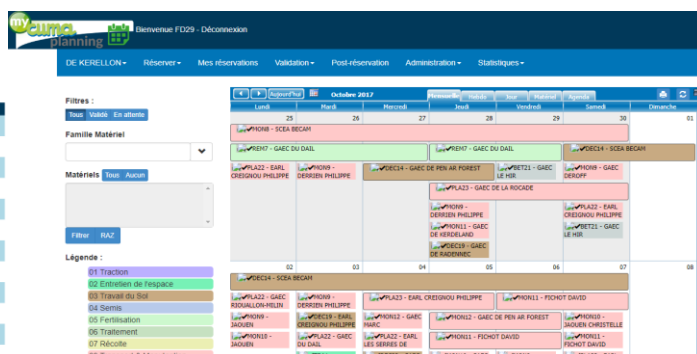 my cuma planning
Bienvenue FD29 - Déconnexion
DE KERELLON Réserver Mes réservations Validation Post-réservation Administration Statistiques
Filtres :
Tous Validé En attente
Famille Matériel
Matériels Tous Aucun
Filtrer RAZ
Légende :
01 Traction
02 Entretien de l'espace
03 Travail du Sol
04 Semis
05 Fertilisation
06 Traitement
07 Récolte
Aujourd'hui Octobre 2017 Mensuelle Hebdo Jour Matériel Agenda
Lundi Mardi Mercredi Jeudi Vendredi Samedi Dimanche
25 26 27 28 29 30 01
MON8 - SCEA BECAM
REM7 - GAEC DU DAIL REM7 - GAEC DU DAIL DEC14 - SCEA BECAM
PLA22 - EARL MON9 - DEC14 - GAEC DE PEN AR FOREST BET21 - GAEC MON9 - GAEC
CREIGNOU PHILIPPE DERRIEN PHILIPPE LE HIR DEROFF
PLA23 - GAEC DE LA ROCADE
MON9 - PLA22 - EARL
DERRIEN PHILIPPE CREIGNOU PHILIPPE
MON11 - GAEC BET21 - GAEC
DE KERDELAND LE HIR
DEC19 - GAEC
DE RADENNEC
02 03 04 05 06 07 08
DEC14 - SCEA BECAM
PLA22 - GAEC MON9 - PLA23 - EARL CREIGNOU PHILIPPE MON11 - FICHOT DAVID
RIOUALLON-MILIN DERRIEN PHILIPPE
MON9 - DEC19 - EARL MON12 - GAEC MON12 - GAEC DE PEN AR FOREST MON10 -
JAOUEN CREIGNOU PHILIPPE MARC JAOUEN CHRISTELLE
MON10 - PLA22 - GAEC PLA22 - EARL MON11 - FICHOT DAVID MON11 -
JAOUEN DU DAIL LES SERRES DE FICHOT DAVID